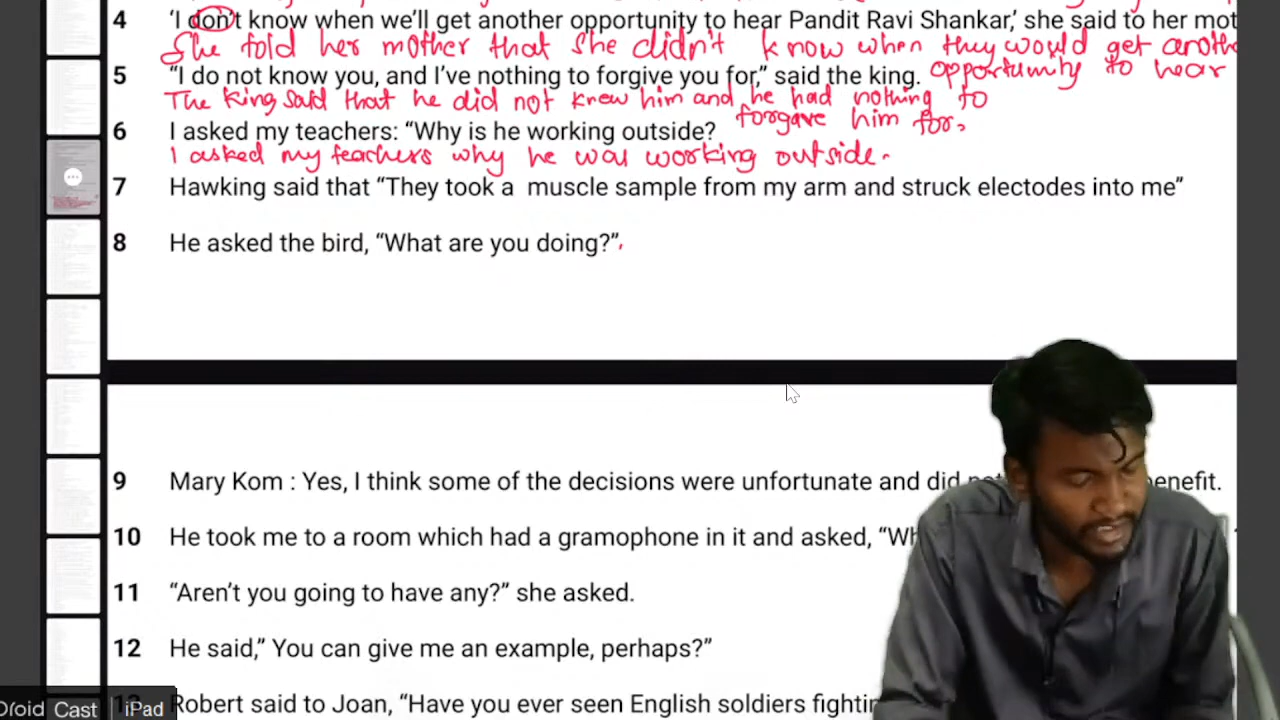 4 ‘I don’t know when we’ll get another opportunity to hear Pandit Ravi Shankar,’ she said to her mot
She told her mother that she didn't know when they would get anoth
opportunity to hear
5 “I do not know you, and I’ve nothing to forgive you for,” said the king.
The King said that he did not knew him and he had nothing to
forgave him for.
6 I asked my teachers: “Why is he working outside?
I asked my teachers why he was working outside.
7 Hawking said that “They took a muscle sample from my arm and struck electodes into me”
8 He asked the bird, “What are you doing?”
9 Mary Kom : Yes, I think some of the decisions were unfortunate and did benefit.
10 He took me to a room which had a gramophone in it and asked, “Wh
11 “Aren’t you going to have any?” she asked.
12 He said,” You can give me an example, perhaps?”
13 Robert said to Joan, “Have you ever seen English soldiers fightin
Droid Cast iPad